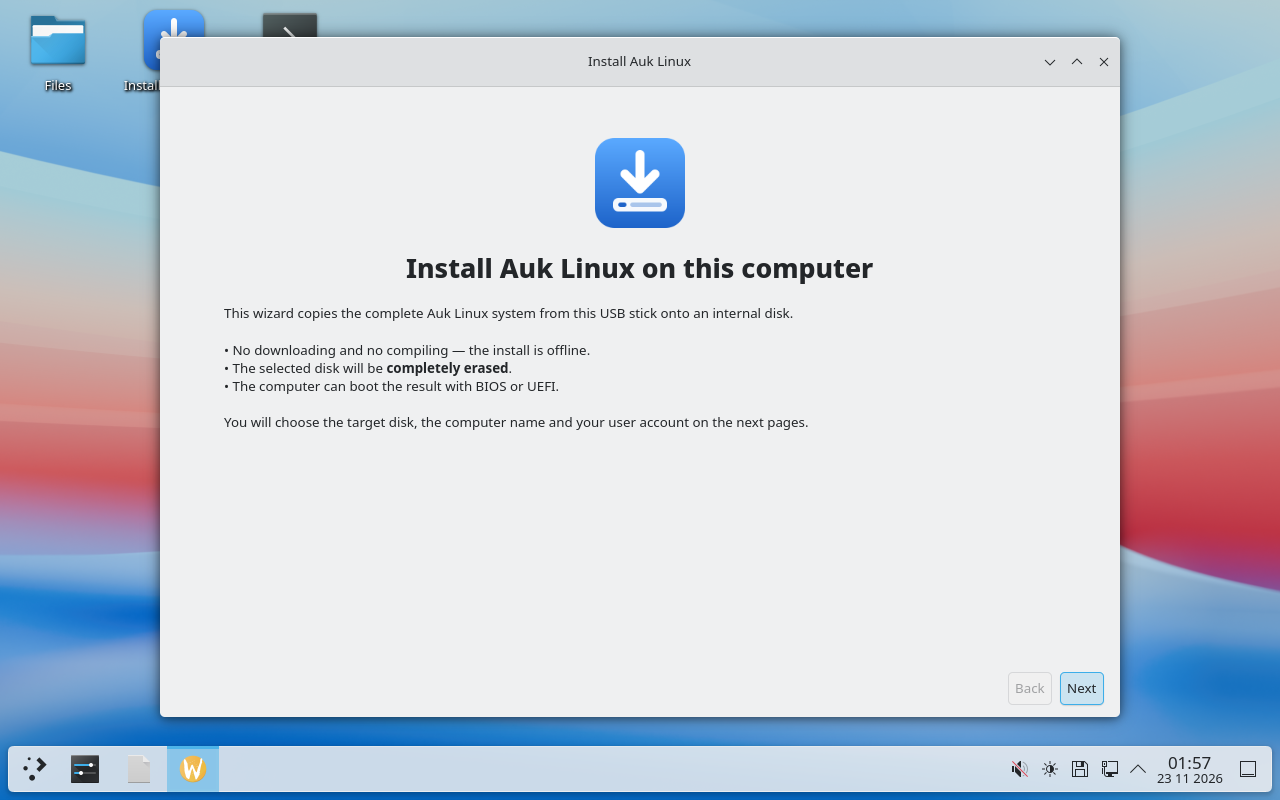 Files
Install
Install Auk Linux
Install Auk Linux on this computer
This wizard copies the complete Auk Linux system from this USB stick onto an internal disk.
• No downloading and no compiling — the install is offline.
• The selected disk will be completely erased.
• The computer can boot the result with BIOS or UEFI.
You will choose the target disk, the computer name and your user account on the next pages.
Back
Next
W
01:57
23 11 2026